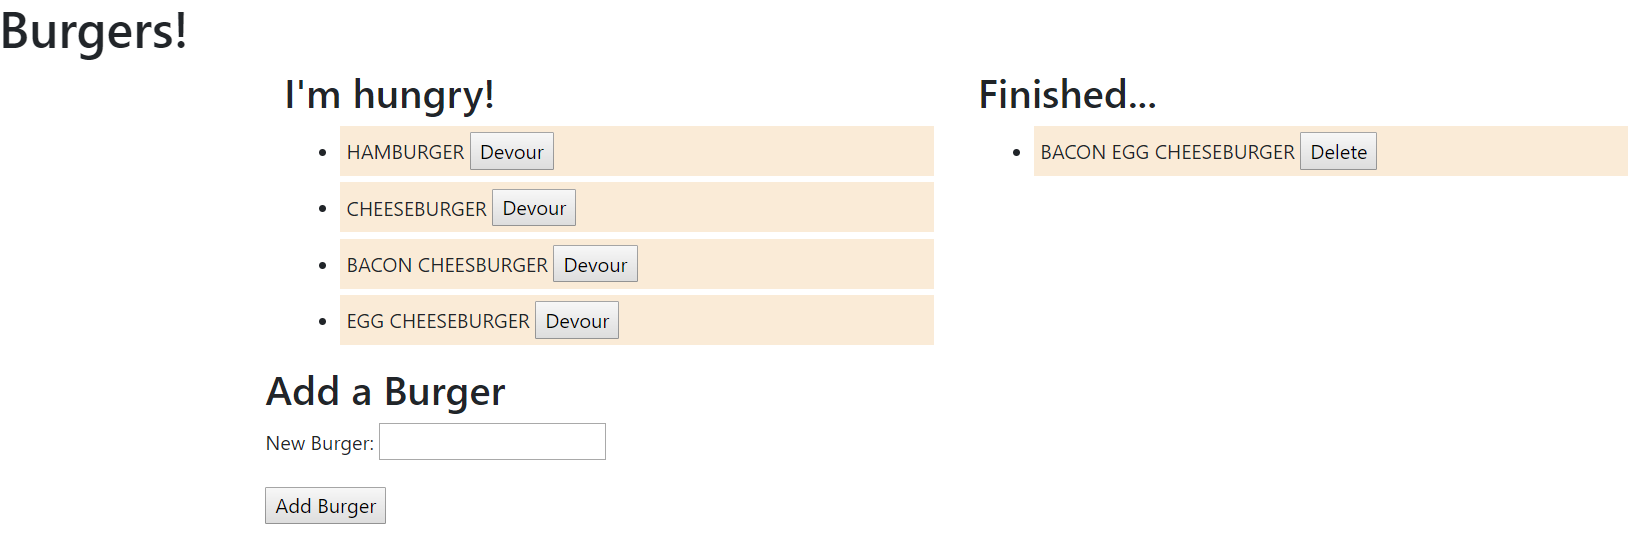 Burgers!
I'm hungry!
HAMBURGER Devour
CHEESEBURGER Devour
BACON CHEESBURGER Devour
EGG CHEESEBURGER Devour
Finished...
BACON EGG CHEESEBURGER Delete
Add a Burger
New Burger:
Add Burger